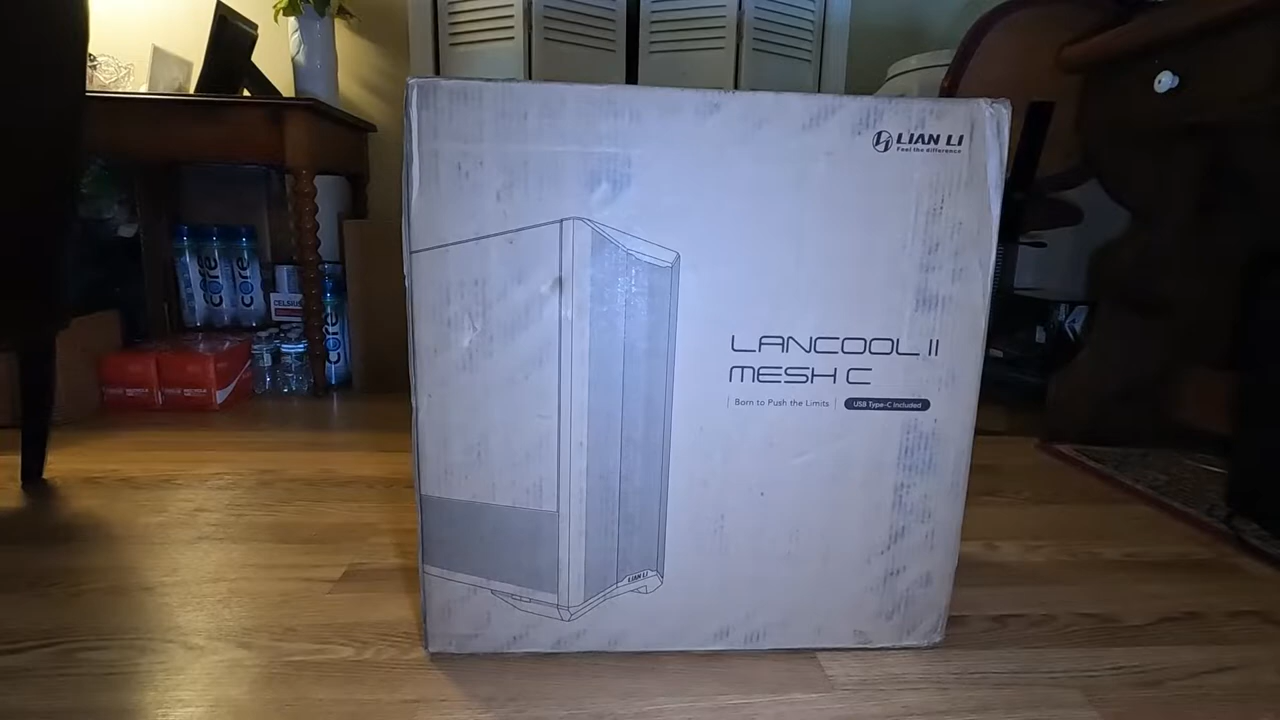 LIAN LI
Feel the difference
LANCOOL II
MESH C
Born to Push the Limits
USB Type-C Included
LIAN LI
core
core
core
CELSIUS